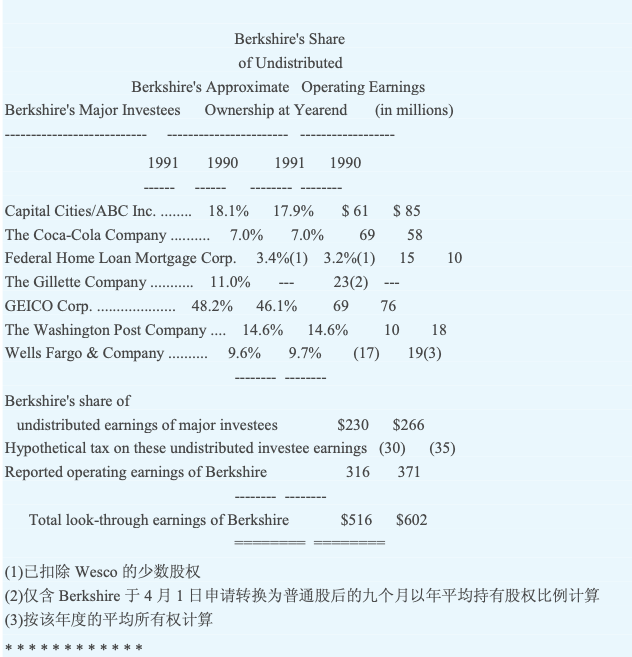 Berkshire's Share
of Undistributed
Berkshire's Approximate Operating Earnings
Berkshire's Major Investees Ownership at Yearend (in millions)
--------------------------- ----------------------- ------------------
1991 1990 1991 1990
------ ------ -------- --------
Capital Cities/ABC Inc. ........ 18.1% 17.9% $ 61 $ 85
The Coca-Cola Company .......... 7.0% 7.0% 69 58
Federal Home Loan Mortgage Corp. 3.4%(1) 3.2%(1) 15 10
The Gillette Company ........... 11.0% --- 23(2) ---
GEICO Corp. .................... 48.2% 46.1% 69 76
The Washington Post Company .... 14.6% 14.6% 10 18
Wells Fargo & Company .......... 9.6% 9.7% (17) 19(3)
-------- --------
Berkshire's share of
undistributed earnings of major investees $230 $266
Hypothetical tax on these undistributed investee earnings (30) (35)
Reported operating earnings of Berkshire 316 371
-------- --------
Total look-through earnings of Berkshire $516 $602
======== ========
(1)已扣除 Wesco 的少数股权
(2)仅含 Berkshire 于 4 月 1 日申请转换为普通股后的九个月以年平均持有股权比例计算
(3)按该年度的平均所有权计算
* * * * * * * * * * * *